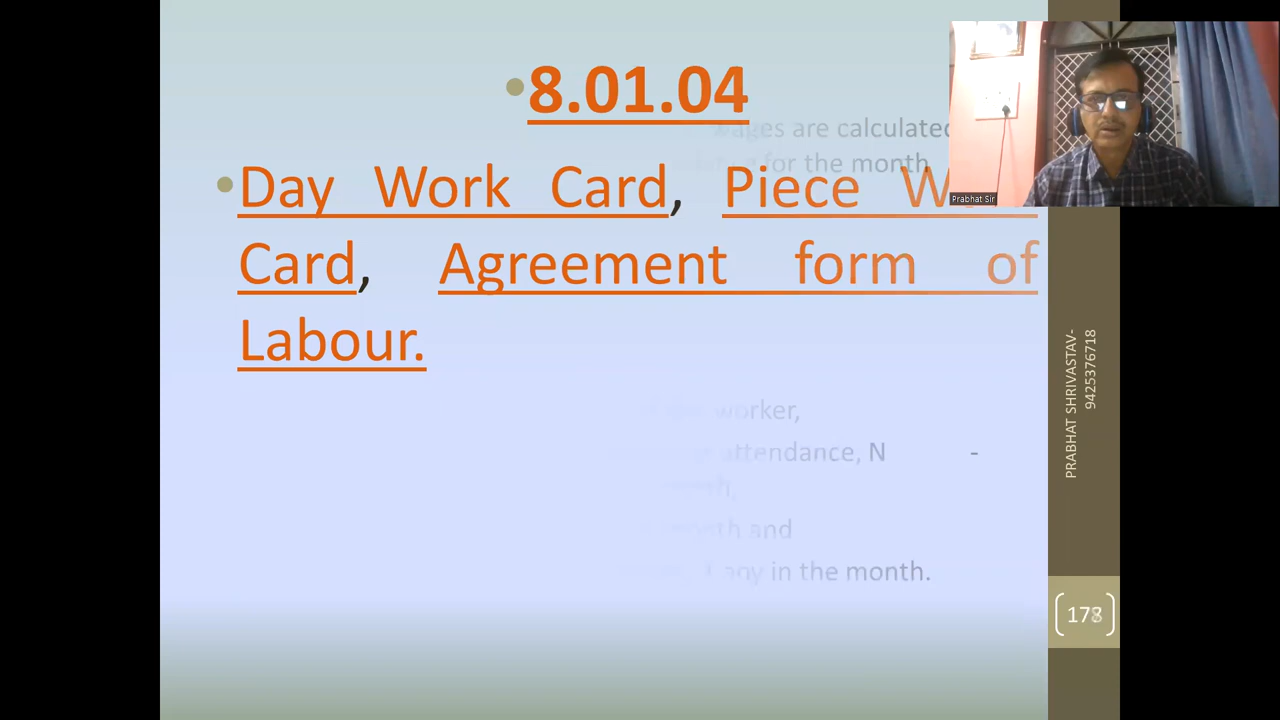 •8.01.04
wages are calculated
for the month
•Day Work Card, Piece W
Card, Agreement form of
Labour.
worker,
attendance, N -
month and
any in the month.
Prabhat Sir
PRABHAT SHRIVASTAV-
9425376718